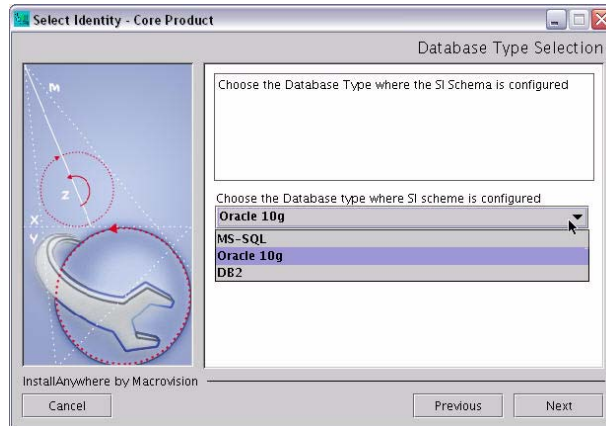 Select Identity - Core Product
Database Type Selection
M
Z
X
Y
Choose the Database Type where the SI Schema is configured
Choose the Database type where SI scheme is configured
Oracle 10g
MS-SQL
Oracle 10g
DB2
InstallAnywhere by Macrovision
Cancel
Previous
Next